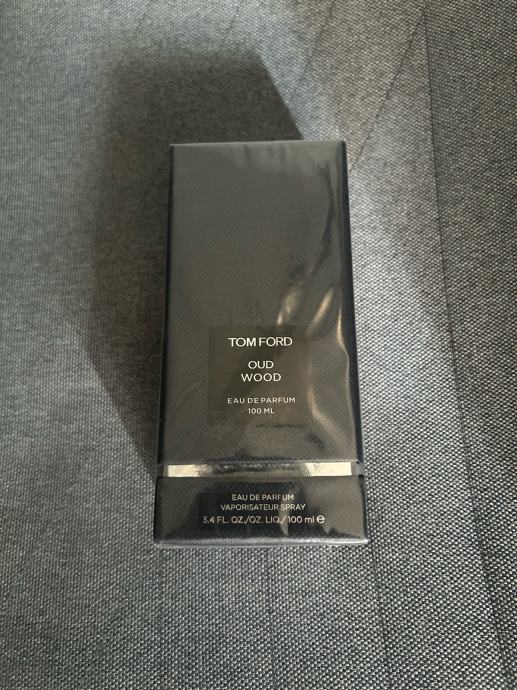 TOM FORD
OUD
WOOD
EAU DE PARFUM
100 ML
EAU DE PARFUM
VAPORISATEUR SPRAY
3.4 FL. OZ./OZ. LIQ./100 ml ℮